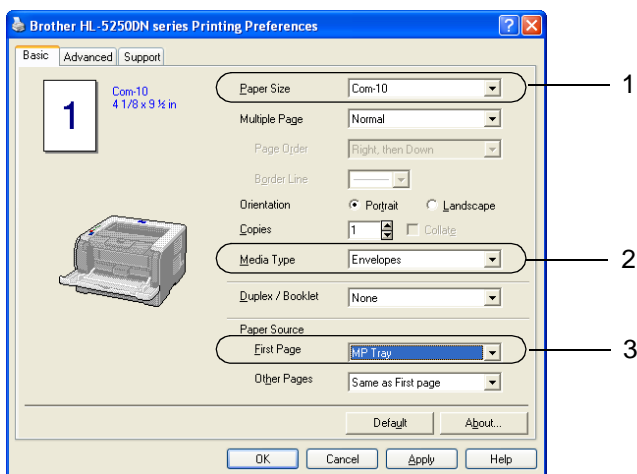 Brother HL-5250DN series Printing Preferences
Basic Advanced Support
1
Com-10
4 1/8 x 9 ½ in
Paper Size Com-10 1
Multiple Page Normal
Page Order Right, then Down
Border Line
Orientation Portrait Landscape
Copies 1 Collate
Media Type Envelopes 2
Duplex / Booklet None
Paper Source
First Page MP Tray 3
Other Pages Same as First page
Default About...
OK Cancel Apply Help